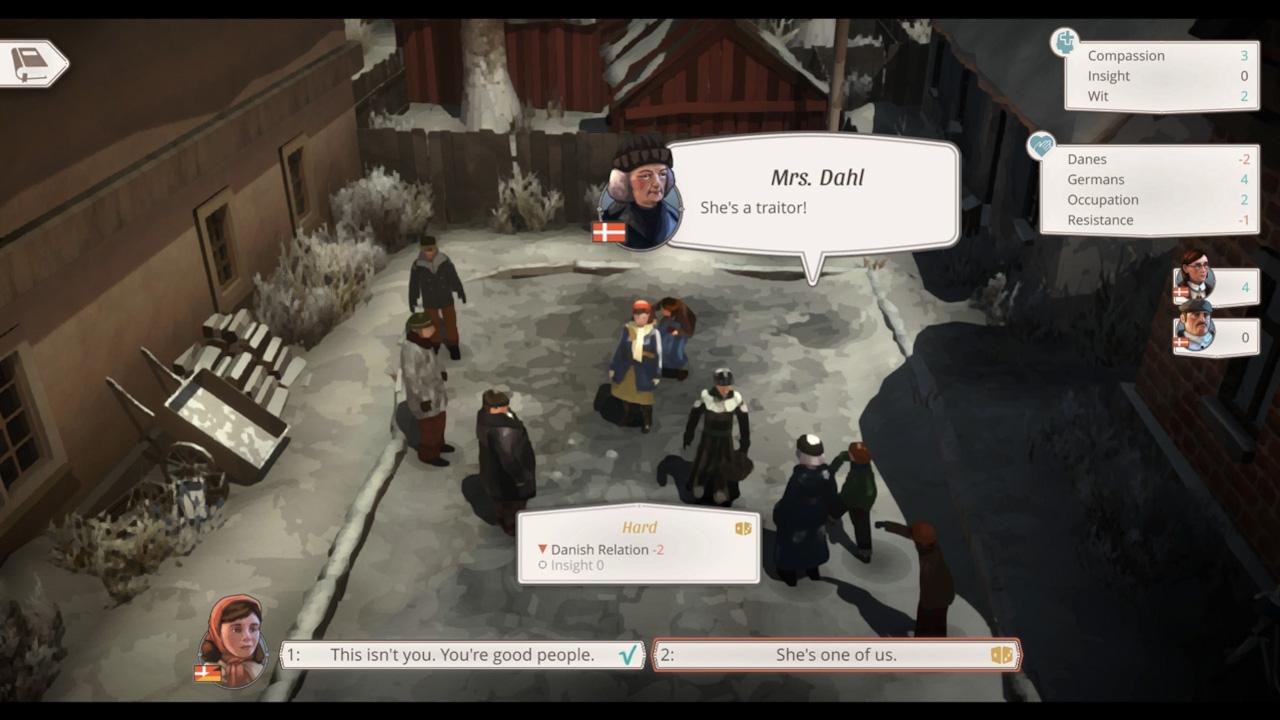 Compassion 3
Insight 0
Wit 2
Danes -2
Germans 4
Occupation 2
Resistance -1
4
0
Mrs. Dahl
She's a traitor!
Hard
Danish Relation -2
Insight 0
1: This isn't you. You're good people.
2: She's one of us.